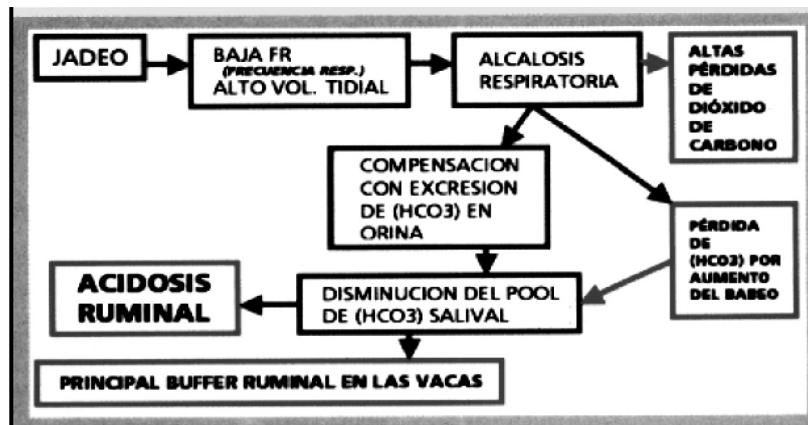 JADEO
BAJA FR
(FRECUENCIA RESP.)
ALTO VOL. TIDIAL
ALCALOSIS
RESPIRATORIA
ALTAS
PÉRDIDAS
DE
DIÓXIDO
DE
CARBONO
COMPENSACION
CON EXCRESION
DE (HCO3) EN
ORINA
PÉRDIDA
DE
(HCO3) POR
AUMENTO
DEL BABEO
ACIDOSIS
RUMINAL
DISMINUCION DEL POOL
DE (HCO3) SALIVAL
PRINCIPAL BUFFER RUMINAL EN LAS VACAS